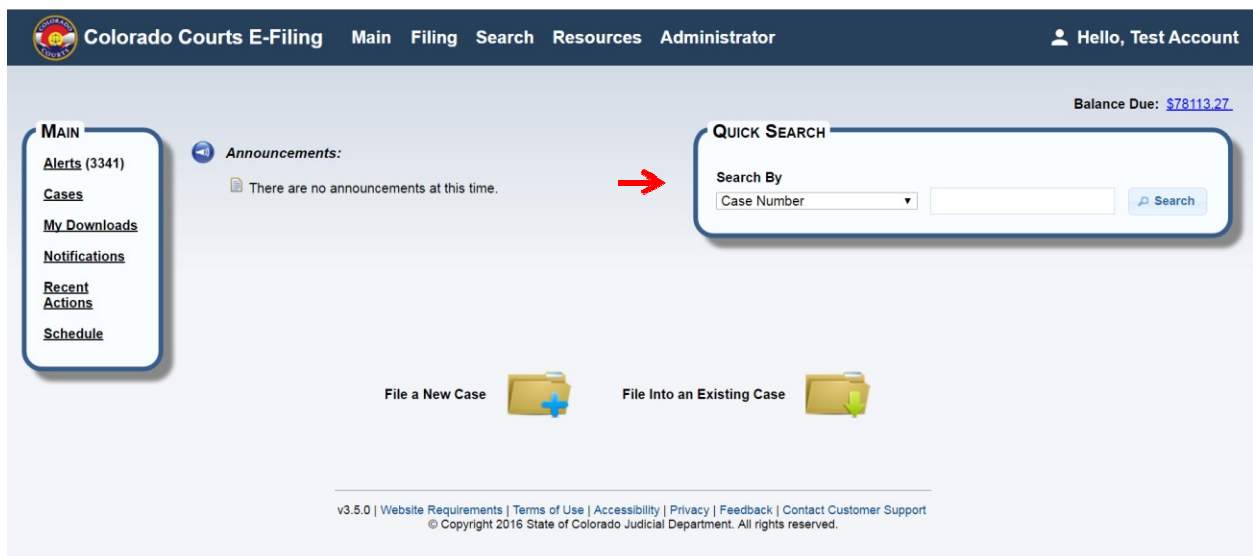 Colorado Courts E-Filing Main Filing Search Resources Administrator Hello, Test Account
Balance Due: $78113.27
MAIN
Alerts (3341)
Cases
My Downloads
Notifications
Recent
Actions
Schedule
Announcements:
There are no announcements at this time.
QUICK SEARCH
Search By
Case Number
Search
File a New Case
File Into an Existing Case
v3.5.0 | Website Requirements | Terms of Use | Accessibility | Privacy | Feedback | Contact Customer Support
© Copyright 2016 State of Colorado Judicial Department. All rights reserved.